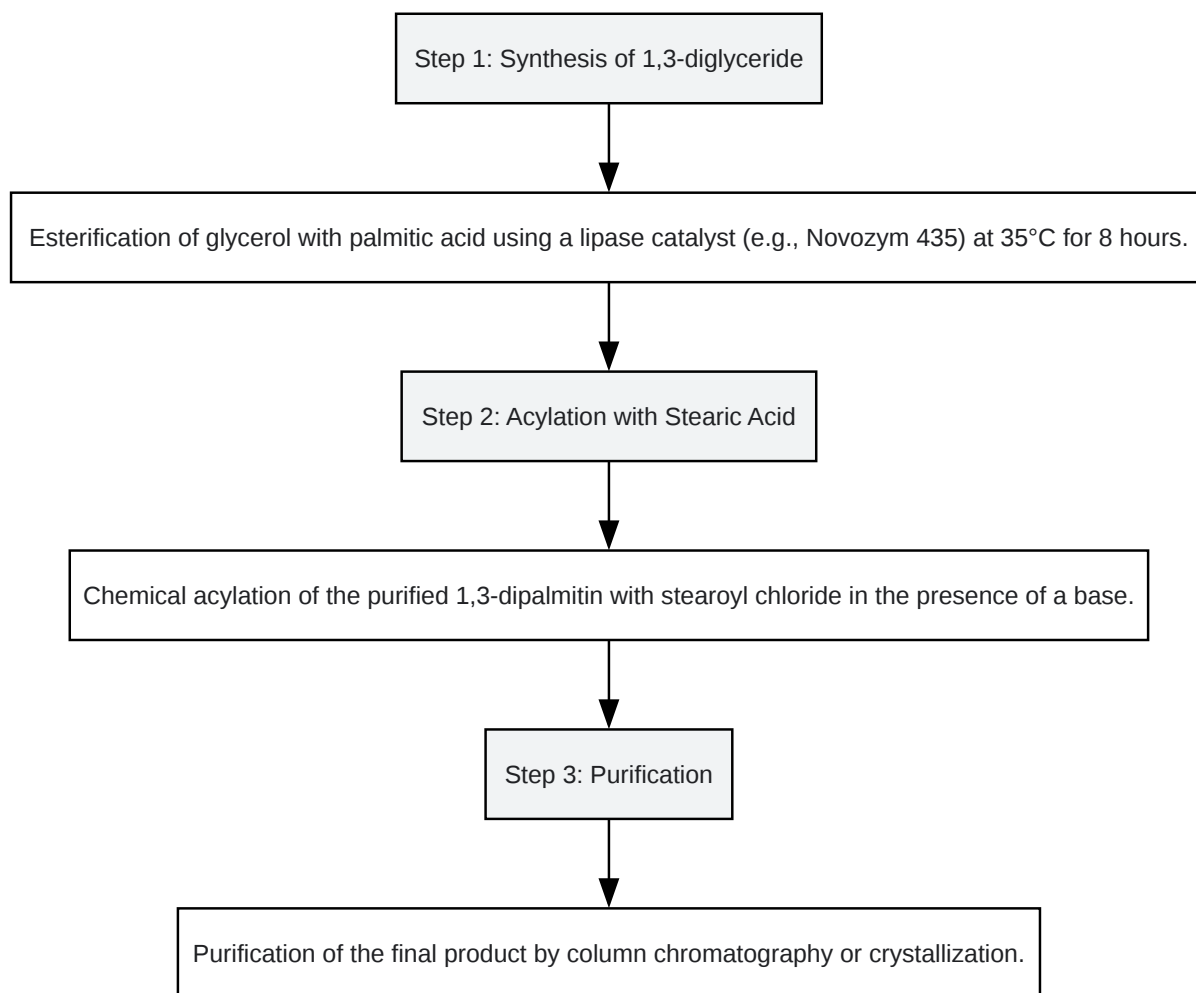 Step 1: Synthesis of 1,3-diglyceride
Esterification of glycerol with palmitic acid using a lipase catalyst (e.g., Novozym 435) at 35°C for 8 hours.
Step 2: Acylation with Stearic Acid
Chemical acylation of the purified 1,3-dipalmitin with stearoyl chloride in the presence of a base.
Step 3: Purification
Purification of the final product by column chromatography or crystallization.